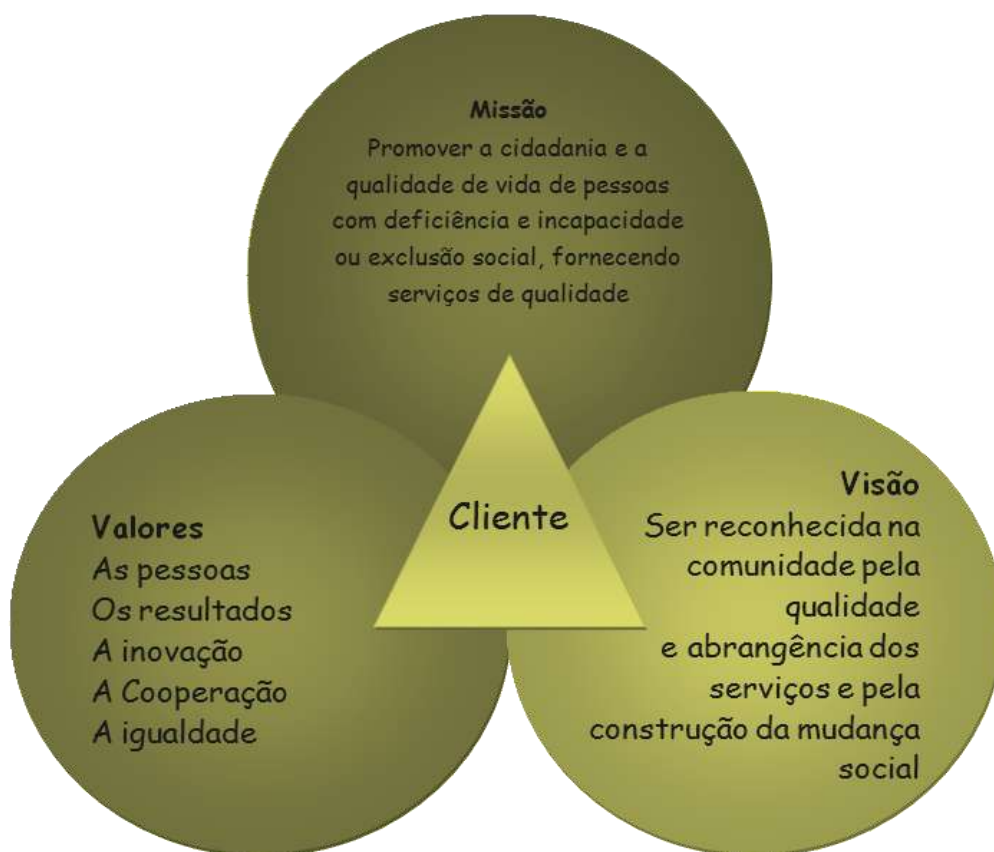 Missão
Promover a cidadania e a
qualidade de vida de pessoas
com deficiência e incapacidade
ou exclusão social, fornecendo
serviços de qualidade
Cliente
Valores
As pessoas
Os resultados
A inovação
A Cooperação
A igualdade
Visão
Ser reconhecida na
comunidade pela
qualidade
e abrangência dos
serviços e pela
construção da mudança
social